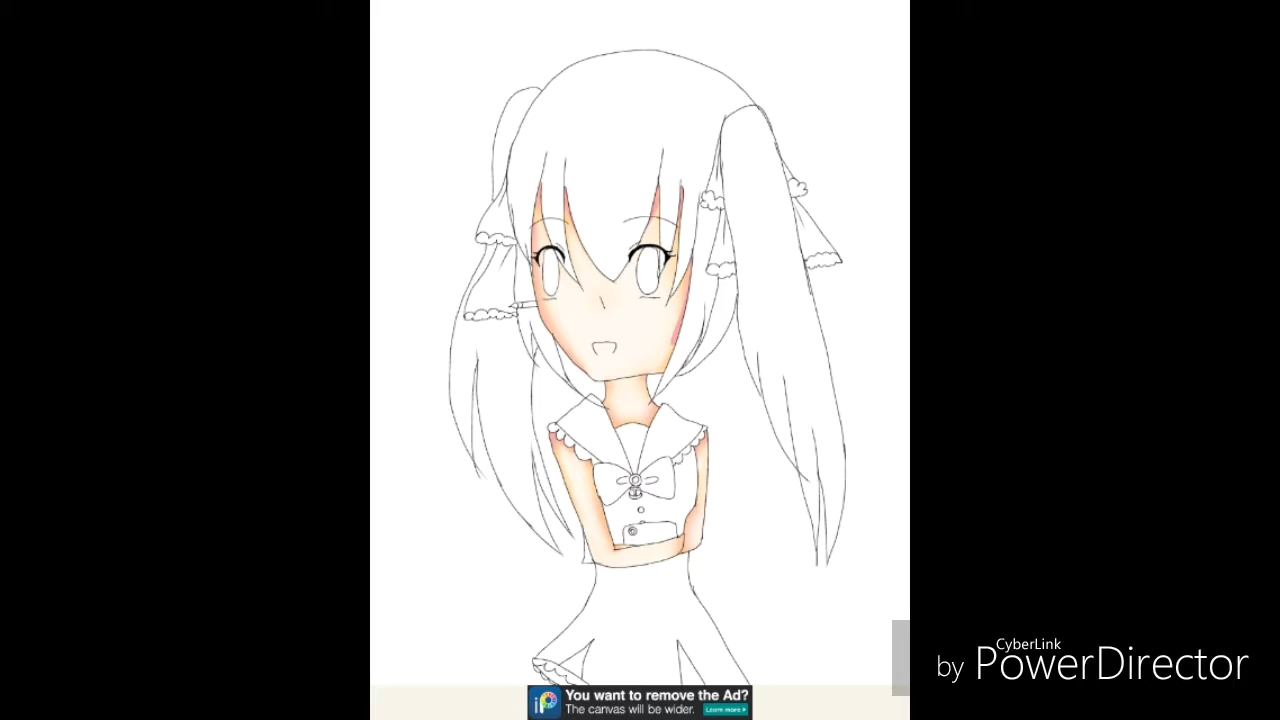 CyberLink
by PowerDirector
You want to remove the Ad?
The canvas will be wider.
Learn more